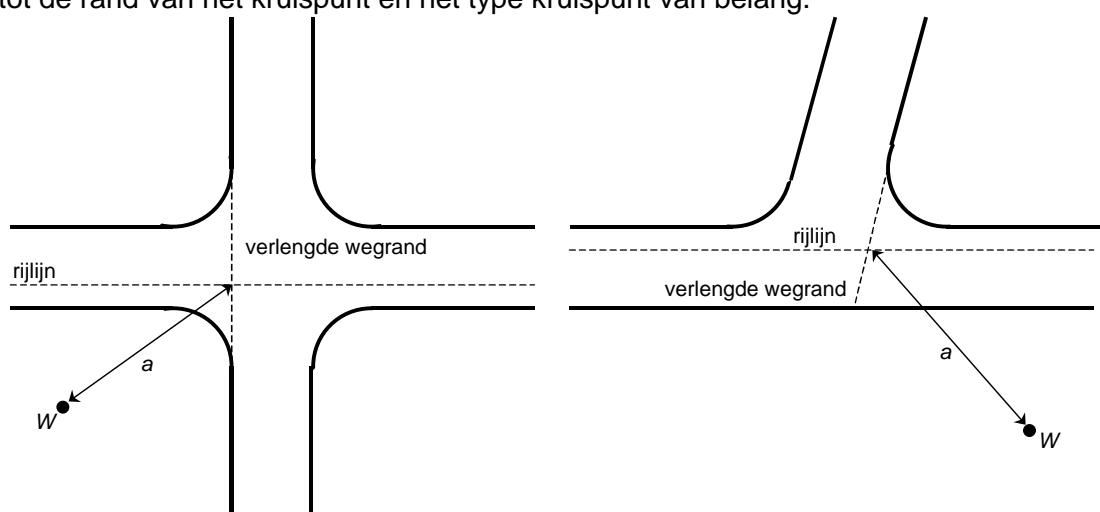 tot de rand van het kruispunt en het type kruispunt van belang.
verlengde wegrand
rijlijn
a
W
rijlijn
verlengde wegrand
a
W